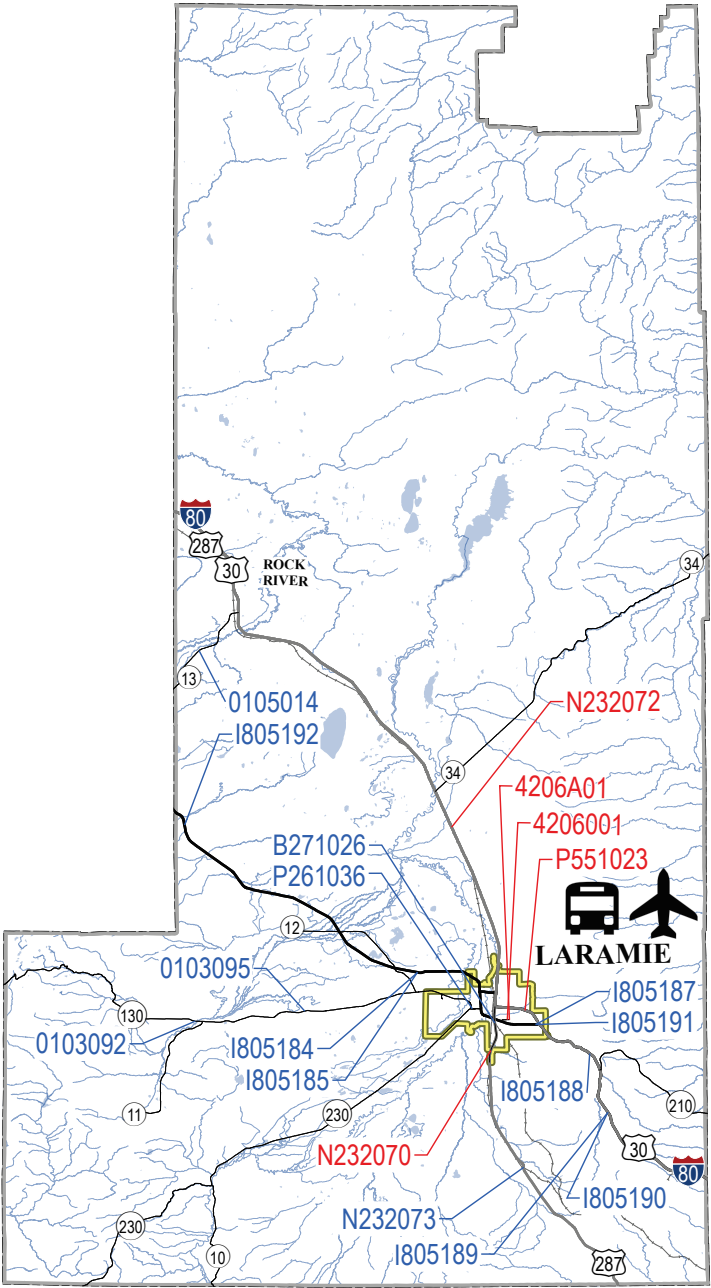 80
287
30
ROCK
RIVER
34
13
0105014
I805192
N232072
34
4206A01
4206001
P551023
B271026
P261036
12
LARAMIE
0103095
130
0103092
I805187
I805191
I805184
I805185
I805188
11
230
210
N232070
30
80
I805190
N232073
I805189
230
10
287